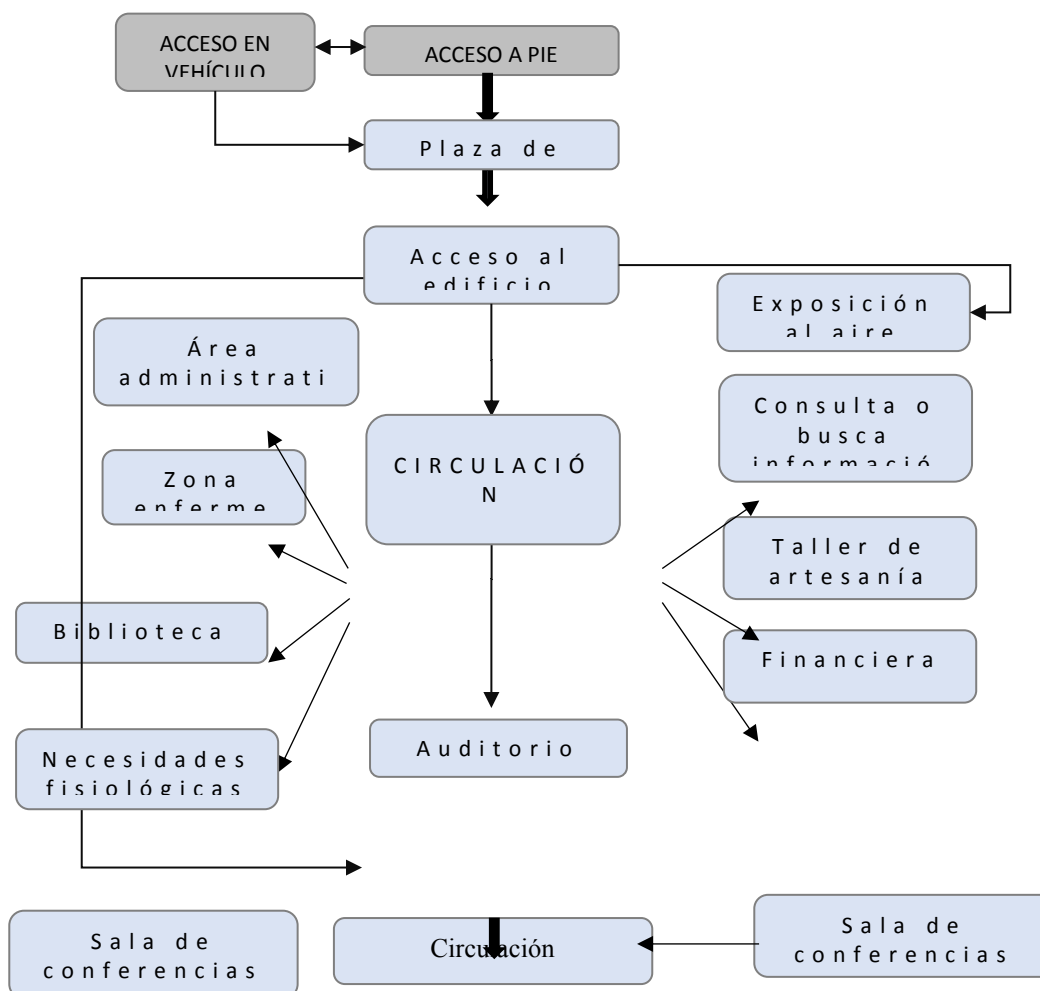 ACCESO EN
VEHÍCULO
ACCESO A PIE
Plaza de
Acceso al
edificio
Exposición
al aire
Área
administrati
Consulta o
busca
informació
CIRCULACIÓ
N
Zona
enferme
Taller de
artesanía
Biblioteca
Financiera
Auditorio
Necesidades
fisiológicas
Sala de
conferencias
Circulación
Sala de
conferencias